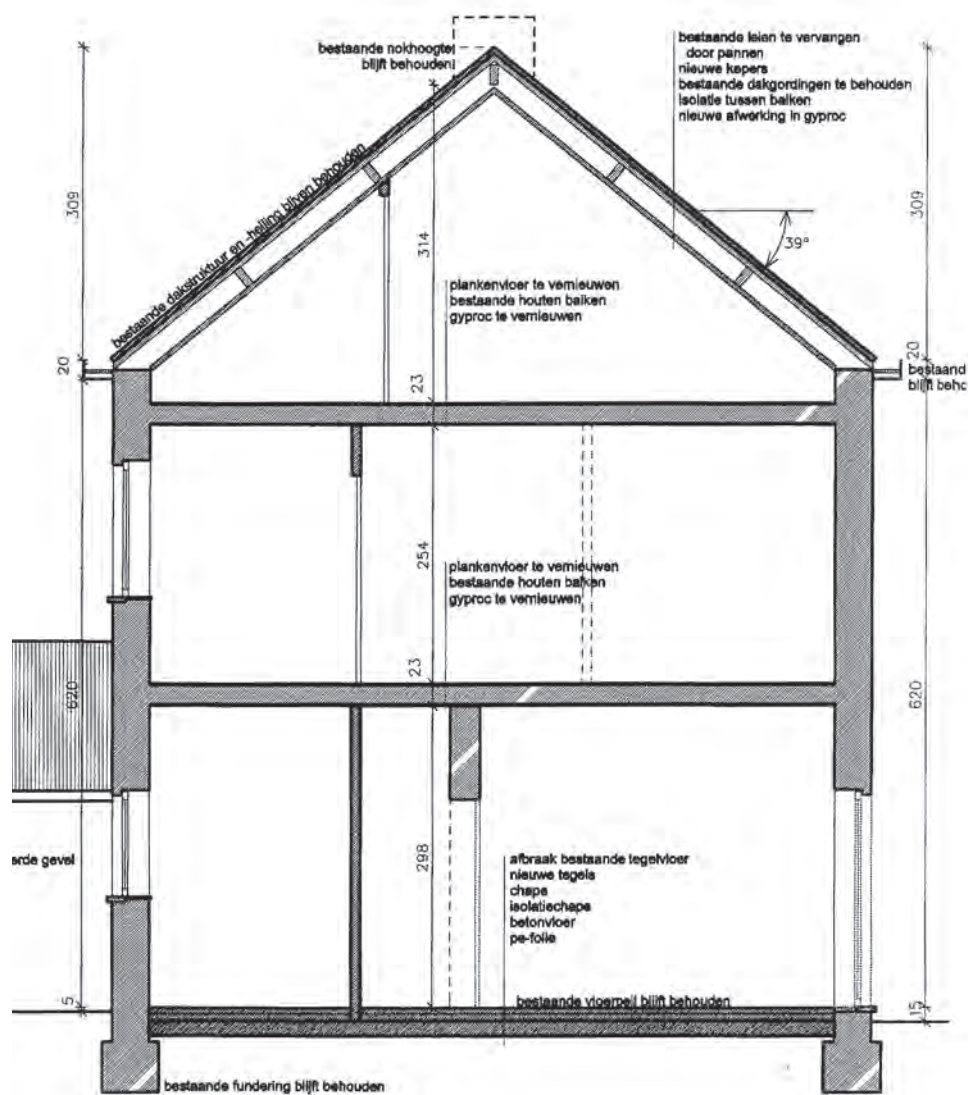 bestaande nokhoogte
blijft behouden
bestaande leien te vervangen
door pannen
nieuwe kepers
bestaande dakgordingen te behouden
isolatie tussen balken
nieuwe afwerking in gyproc
bestaande dakstruktuur en -helling blijven behouden
309
314
39°
309
plankenvloer te vernieuwen
bestaande houten balken
gyproc te vernieuwen
20
23
20
bestaand
blijft beho
254
plankenvloer te vernieuwen
bestaande houten balken
gyproc te vernieuwen
620
23
620
erde gevel
298
afbraak bestaande tegelvloer
nieuwe tegels
chape
isolatiechape
betonvloer
pe-folie
5
bestaande vloerpeil blijft behouden
15
bestaande fundering blijft behouden